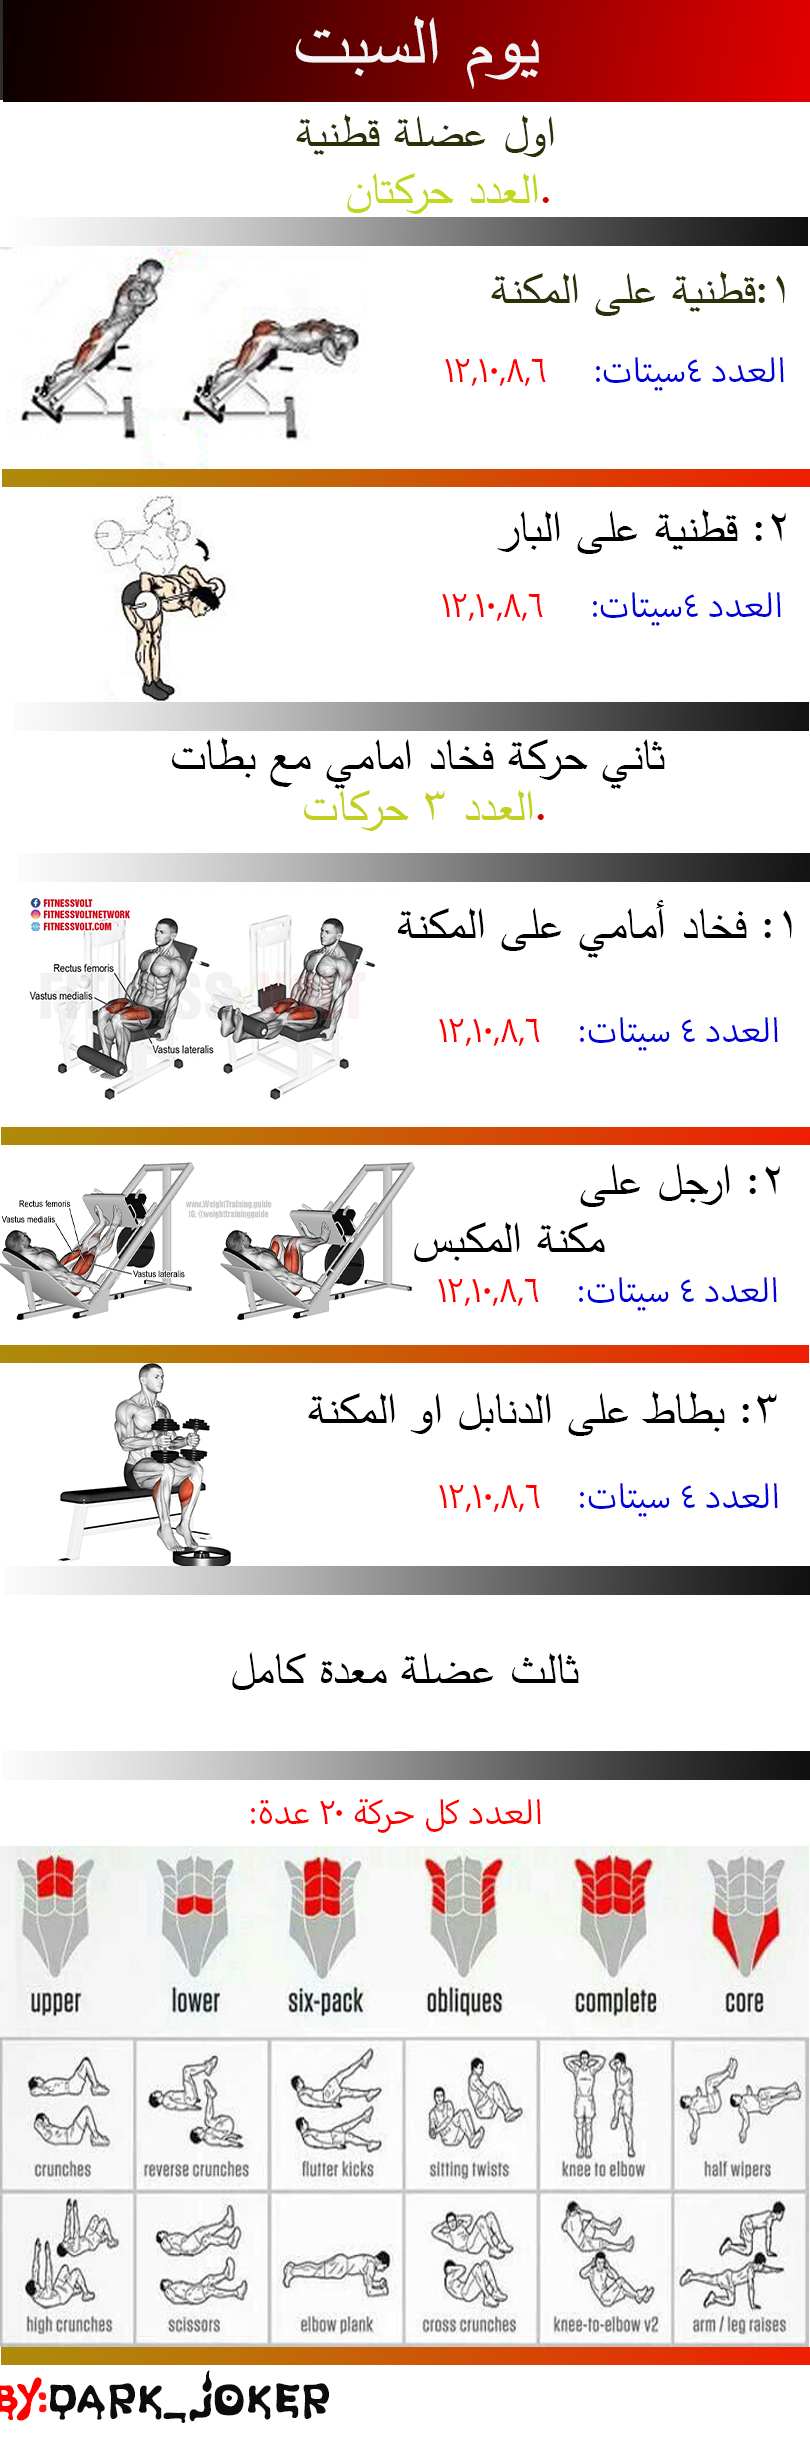 يوم السبت
اول عضلة قطنية
.العدد حركتان
١:قطنية على المكنة
العدد ٤سيتات: ١٢,١٠,٨,٦
٢: قطنية على البار
العدد ٤سيتات: ١٢,١٠,٨,٦
ثاني حركة فخاد امامي مع بطات
.العدد ٣ حركات
FITNESSVOLT
FITNESSVOLTNETWORK
FITNESSVOLT.COM
١: فخاد أمامي على المكنة
Rectus femoris
Vastus medialis
Vastus lateralis
العدد ٤ سيتات: ١٢,١٠,٨,٦
٢: ارجل على
مكنة المكبس
Rectus femoris
Vastus medialis
Vastus lateralis
www.WeightTraining.guide
IG: @weighttrainingguide
العدد ٤ سيتات: ١٢,١٠,٨,٦
٣: بطاط على الدنابل او المكنة
العدد ٤ سيتات: ١٢,١٠,٨,٦
ثالث عضلة معدة كامل
العدد كل حركة ٢٠ عدة:
upper lower six-pack obliques complete core
crunches reverse crunches flutter kicks sitting twists knee to elbow half wipers
high crunches scissors elbow plank cross crunches knee-to-elbow v2 arm / leg raises
BY:DARK_JOKER